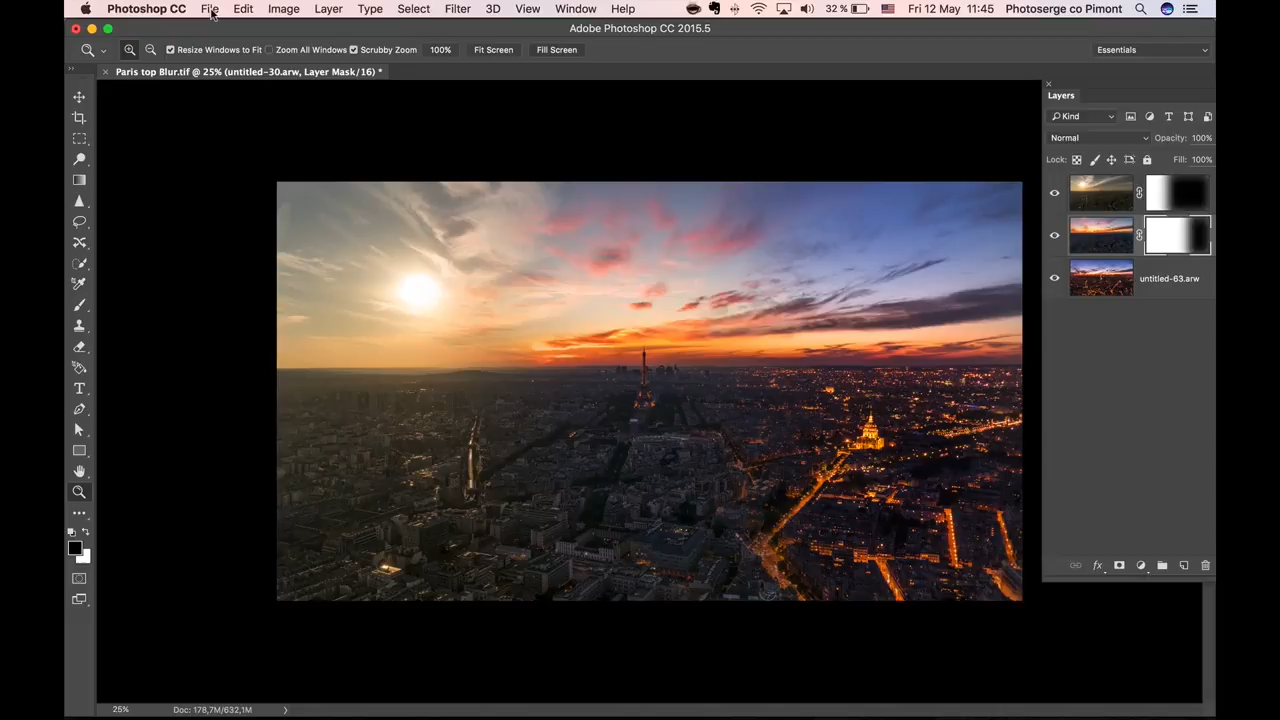 Photoshop CC File Edit Image Layer Type Select Filter 3D View Window Help 32 % Fri 12 May 11:45 Photoserge co Pimont
Adobe Photoshop CC 2015.5
Resize Windows to Fit Zoom All Windows Scrubby Zoom 100% Fit Screen Fill Screen Essentials
Paris top Blur.tif @ 25% (untitled-30.arw, Layer Mask/16) *
Layers
Kind
Normal Opacity: 100%
Lock: Fill: 100%
untitled-63.arw
25% Doc: 178,7M/632,1M